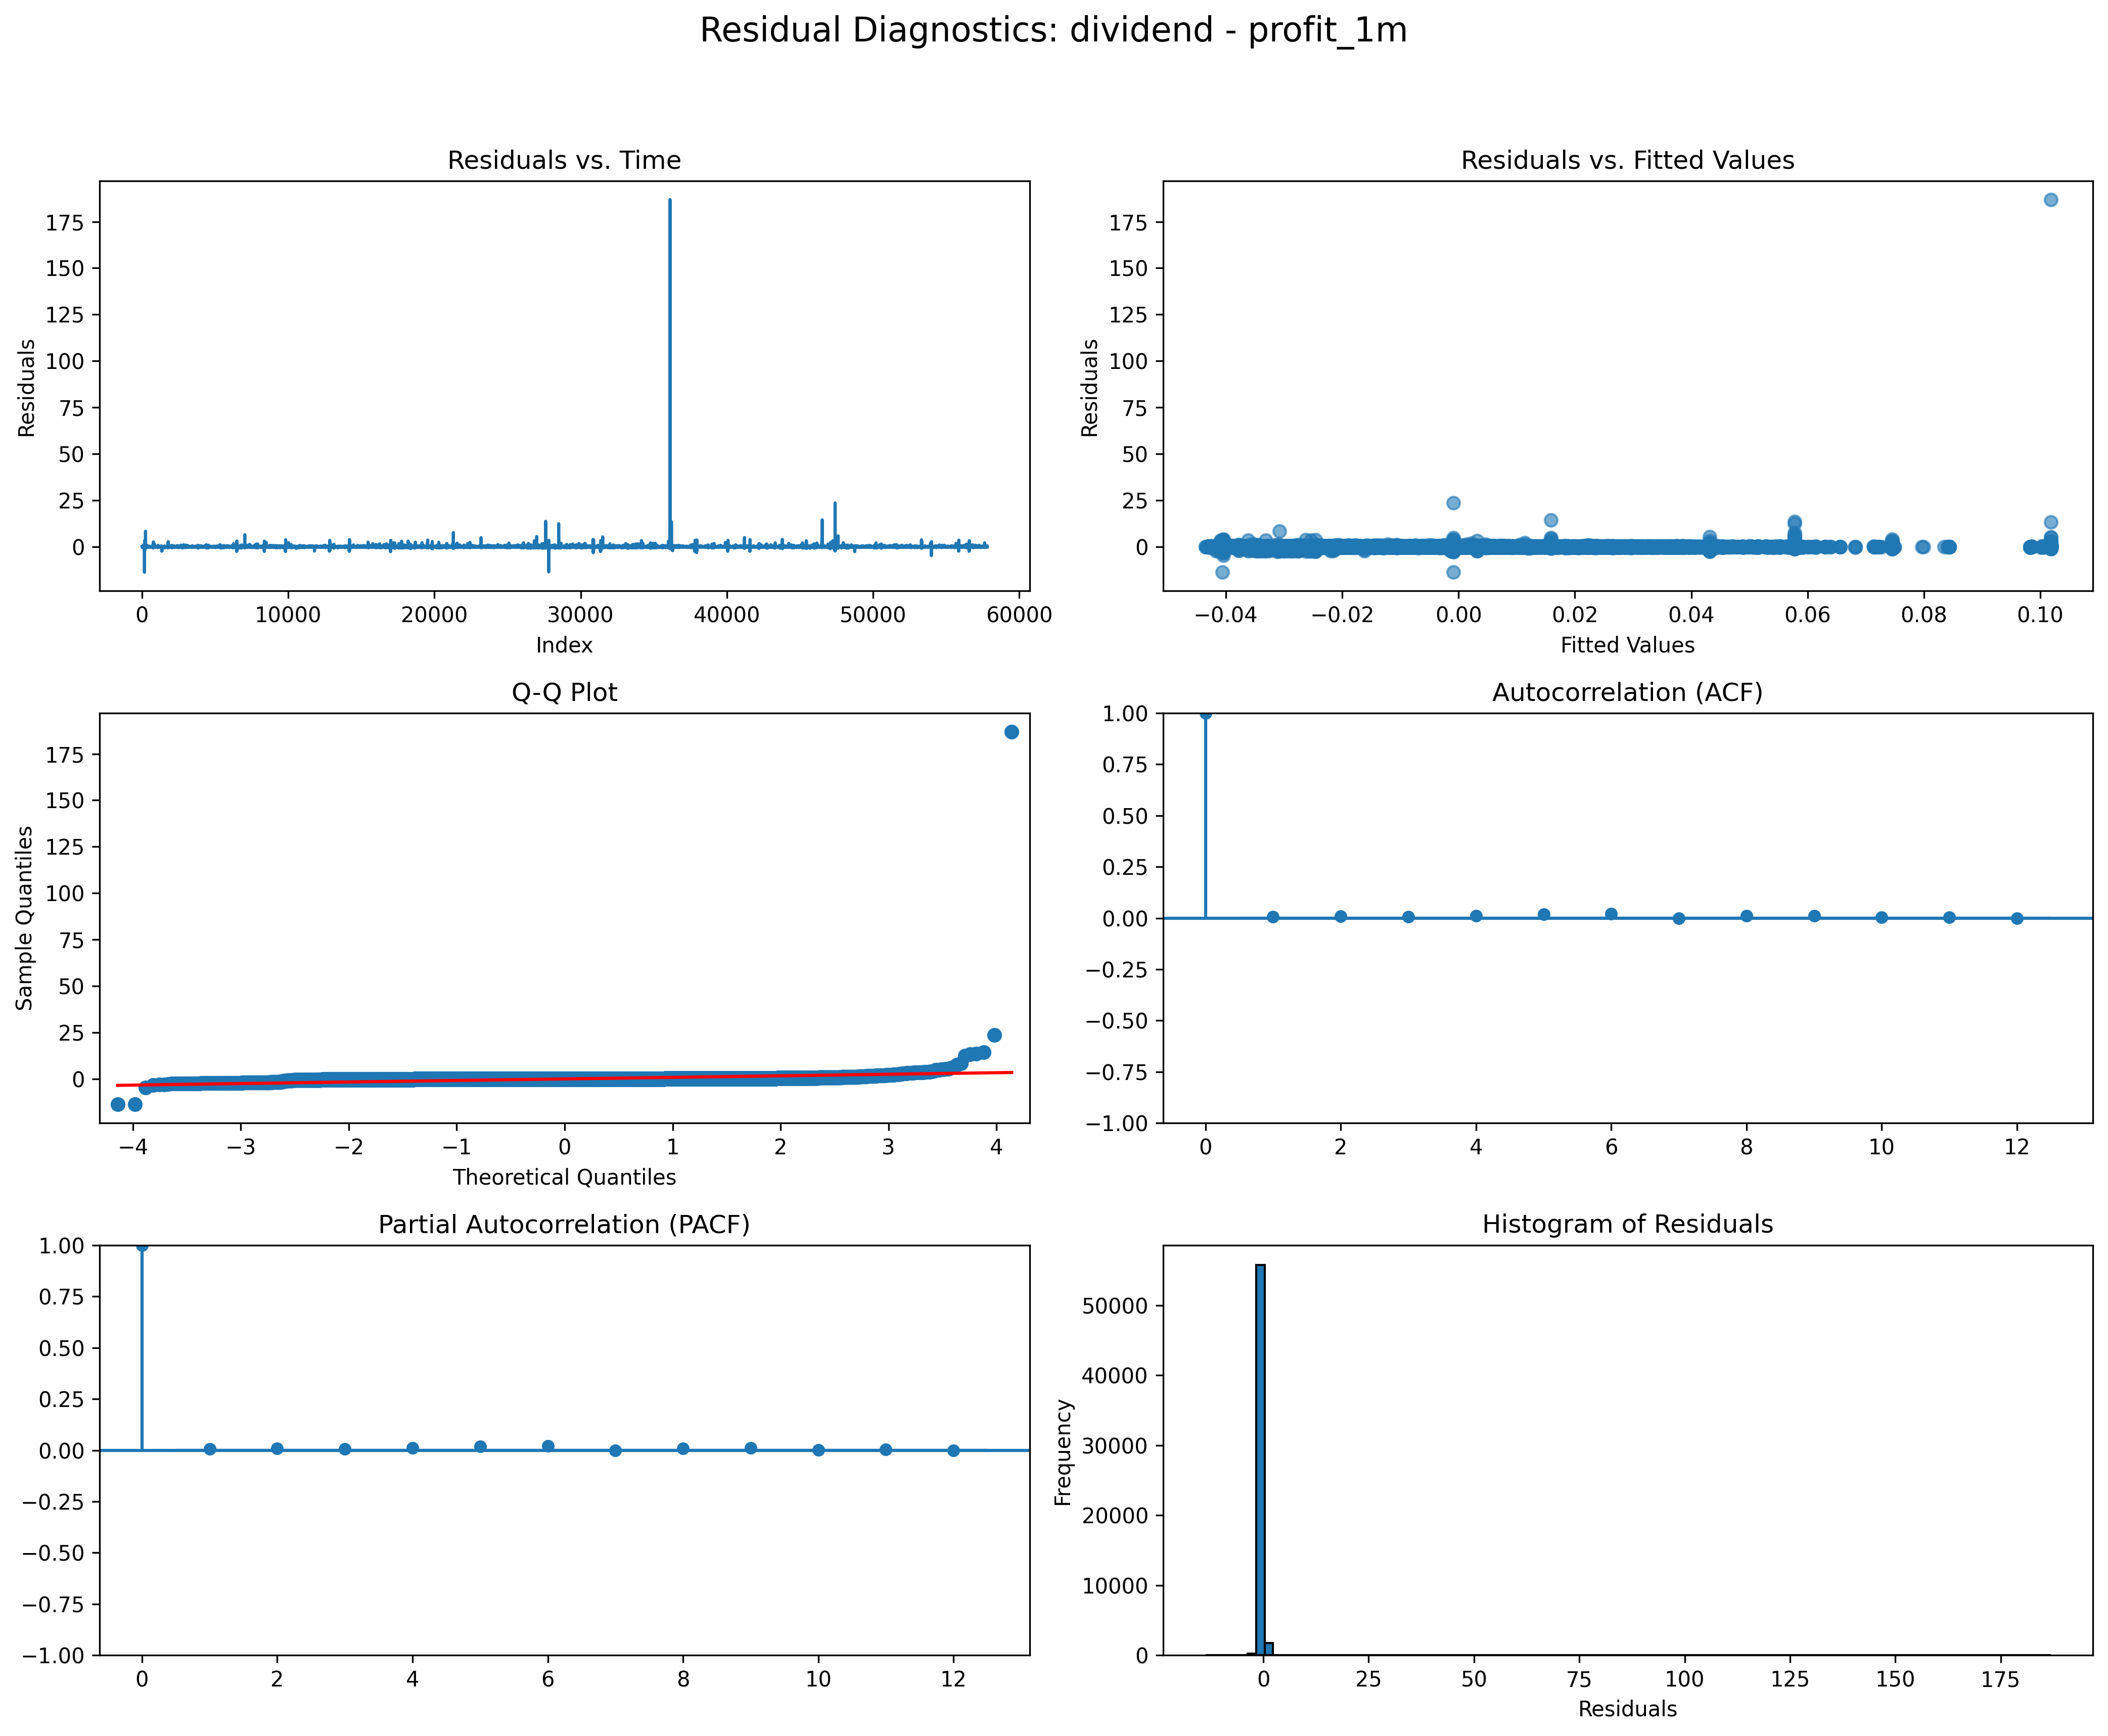 Residual Diagnostics: dividend - profit_1m
Residuals vs. Time
Residuals
175
150
125
100
75
50
25
0
0 10000 20000 30000 40000 50000 60000
Index
Residuals vs. Fitted Values
Residuals
175
150
125
100
75
50
25
0
−0.04 −0.02 0.00 0.02 0.04 0.06 0.08 0.10
Fitted Values
Q-Q Plot
Sample Quantiles
175
150
125
100
75
50
25
0
−4 −3 −2 −1 0 1 2 3 4
Theoretical Quantiles
Autocorrelation (ACF)
1.00
0.75
0.50
0.25
0.00
−0.25
−0.50
−0.75
−1.00
0 2 4 6 8 10 12
Partial Autocorrelation (PACF)
1.00
0.75
0.50
0.25
0.00
−0.25
−0.50
−0.75
−1.00
0 2 4 6 8 10 12
Histogram of Residuals
Frequency
50000
40000
30000
20000
10000
0
0 25 50 75 100 125 150 175
Residuals